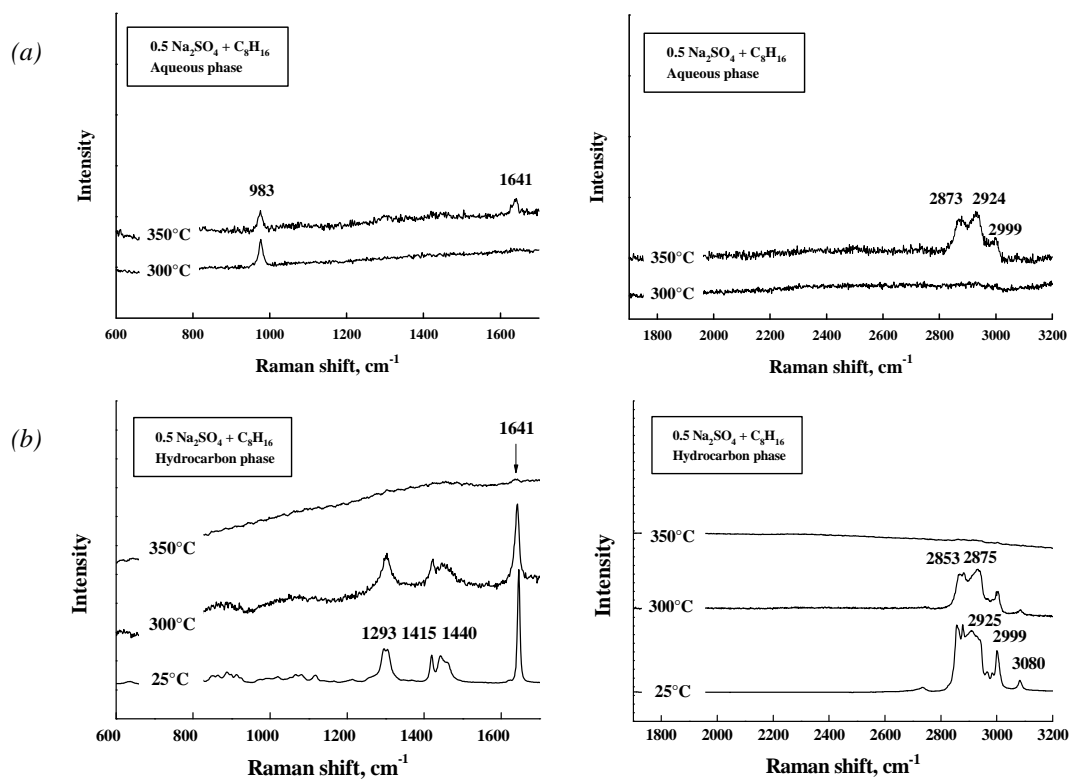 (a)
0.5 Na₂SO₄ + C₈H₁₆
Aqueous phase
Intensity
983
1641
350°C
300°C
600 800 1000 1200 1400 1600
Raman shift, cm⁻¹
0.5 Na₂SO₄ + C₈H₁₆
Aqueous phase
Intensity
2873 2924
2999
350°C
300°C
1800 2000 2200 2400 2600 2800 3000 3200
Raman shift, cm⁻¹
(b)
0.5 Na₂SO₄ + C₈H₁₆
Hydrocarbon phase
Intensity
1641
350°C
300°C
1293 1415 1440
25°C
600 800 1000 1200 1400 1600
Raman shift, cm⁻¹
0.5 Na₂SO₄ + C₈H₁₆
Hydrocarbon phase
Intensity
350°C
2853 2875
300°C
2925
2999
3080
25°C
1800 2000 2200 2400 2600 2800 3000 3200
Raman shift, cm⁻¹